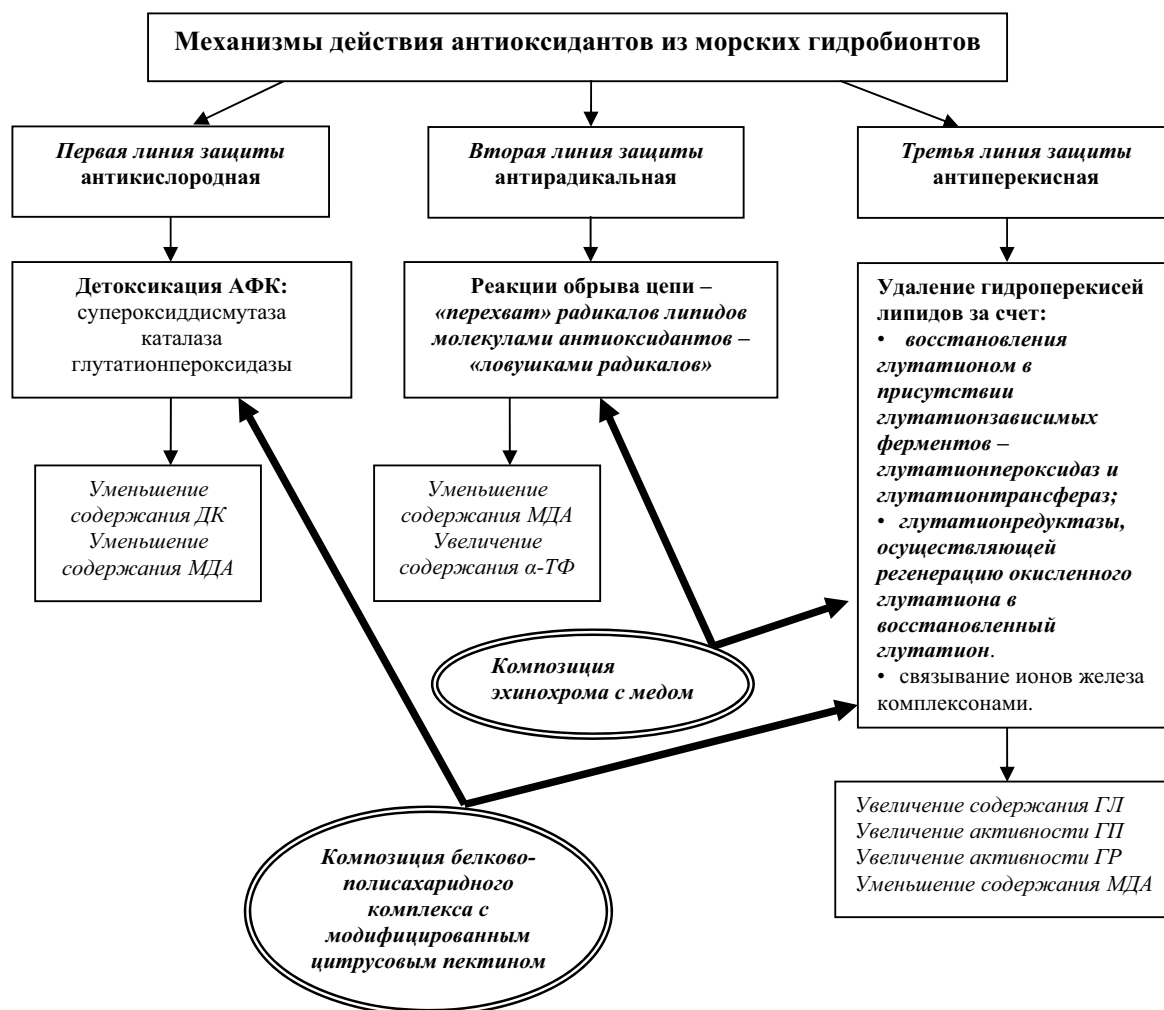 Механизмы действия антиоксидантов из морских гидробионтов
Первая линия защиты
антикислородная
Вторая линия защиты
антирадикальная
Третья линия защиты
антиперекисная
Детоксикация АФК:
супероксиддисмутаза
каталаза
глутатионпероксидазы
Реакции обрыва цепи –
«перехват» радикалов липидов
молекулами антиоксидантов –
«ловушками радикалов»
Удаление гидроперекисей
липидов за счет:
• восстановления
глутатионом в
присутствии
глутатионзависимых
ферментов –
глутатионпероксидаз и
глутатионтрансфераз;
• глутатионредуктазы,
осуществляющей
регенерацию окисленного
глутатиона в
восстановленный
глутатион.
• связывание ионов железа
комплексонами.
Уменьшение
содержания ДК
Уменьшение
содержания МДА
Уменьшение
содержания МДА
Увеличение
содержания α-ТФ
Композиция
эхинохрома с медом
Увеличение содержания ГЛ
Увеличение активности ГП
Увеличение активности ГР
Уменьшение содержания МДА
Композиция белково-
полисахаридного
комплекса с
модифицированным
цитрусовым пектином